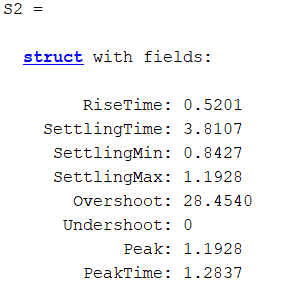 S2 =
struct with fields:
RiseTime: 0.5201
SettlingTime: 3.8107
SettlingMin: 0.8427
SettlingMax: 1.1928
Overshoot: 28.4540
Undershoot: 0
Peak: 1.1928
PeakTime: 1.2837